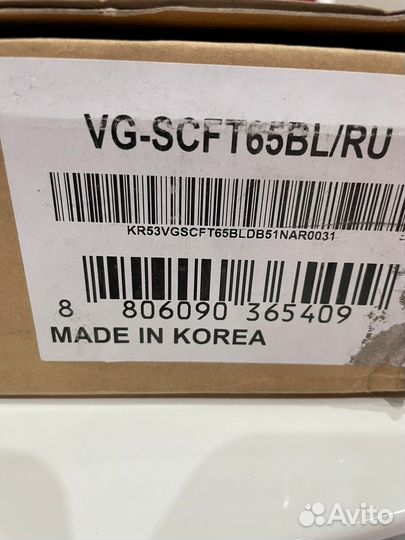 VG-SCFT65BL/RU
KR53VGSCFT65BLDB51NAR0031
8 806090 365409
MADE IN KOREA
Avito